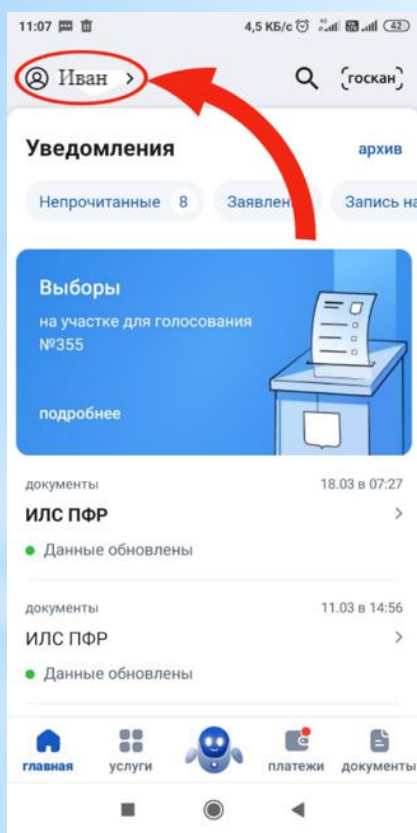 11:07 4,5 КБ/с 42
Иван > госкан
Уведомления архив
Непрочитанные 8 Заявлен Запись на
Выборы
на участке для голосования
№355
подробнее
документы 18.03 в 07:27
ИЛС ПФР
Данные обновлены
документы 11.03 в 14:56
ИЛС ПФР
Данные обновлены
главная услуги платежи документы